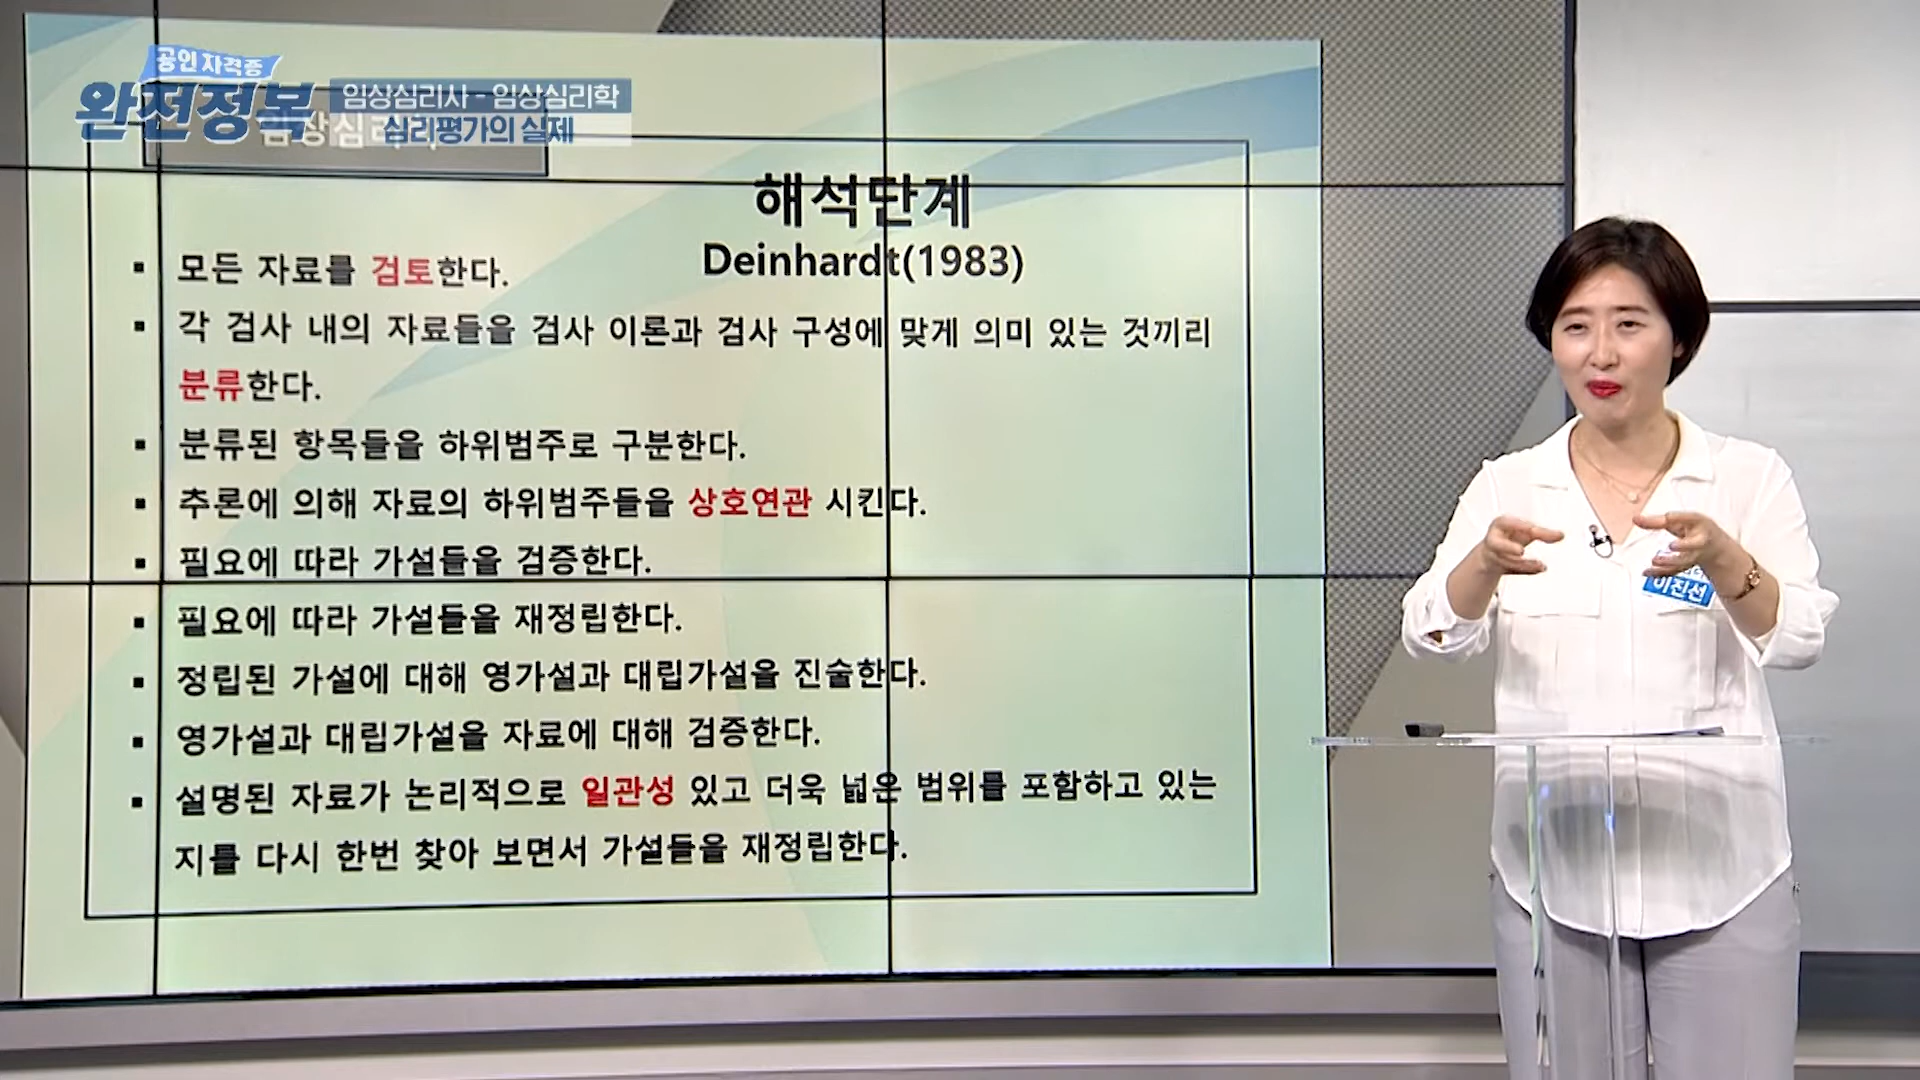 공인 자격증
완전정복
임상심리사 - 임상심리학
심리평가의 실제
해석단계
Deinhardt(1983)
▪ 모든 자료를 검토한다.
▪ 각 검사 내의 자료들을 검사 이론과 검사 구성에 맞게 의미 있는 것끼리
분류한다.
▪ 분류된 항목들을 하위범주로 구분한다.
▪ 추론에 의해 자료의 하위범주들을 상호연관 시킨다.
▪ 필요에 따라 가설들을 검증한다.
▪ 필요에 따라 가설들을 재정립한다.
▪ 정립된 가설에 대해 영가설과 대립가설을 진술한다.
▪ 영가설과 대립가설을 자료에 대해 검증한다.
▪ 설명된 자료가 논리적으로 일관성 있고 더욱 넓은 범위를 포함하고 있는
지를 다시 한번 찾아 보면서 가설들을 재정립한다.
이진선